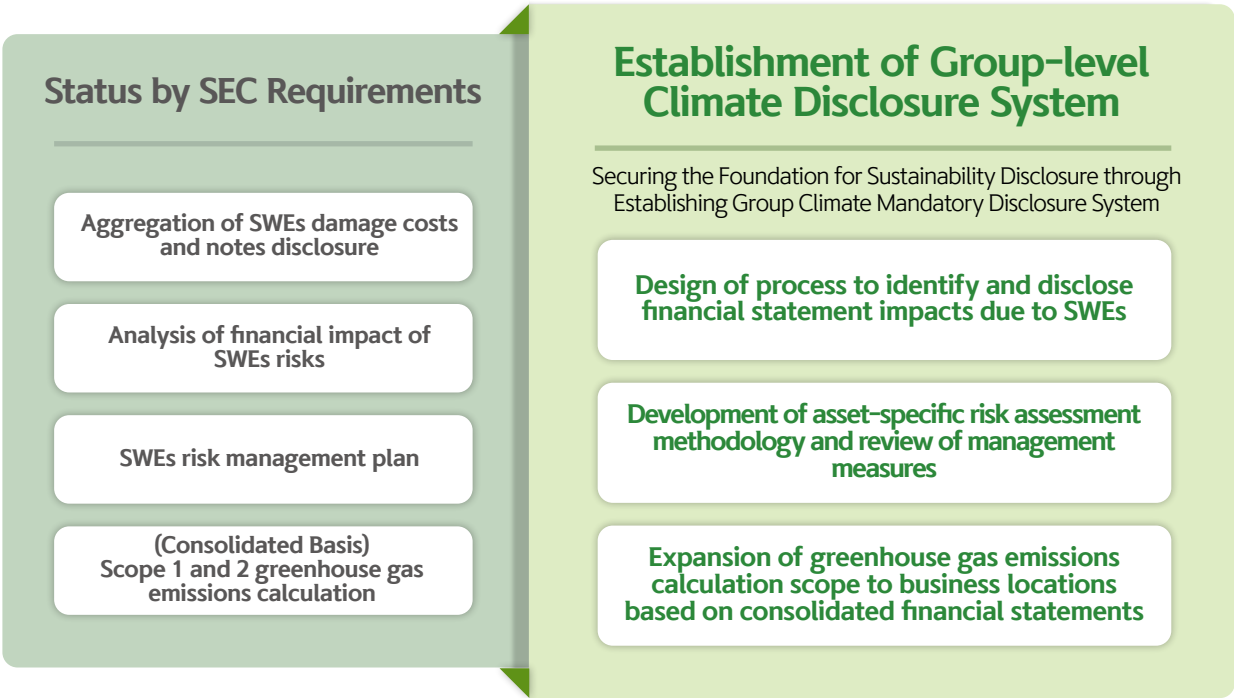 Status by SEC Requirements
Aggregation of SWEs damage costs
and notes disclosure
Analysis of financial impact of
SWEs risks
SWEs risk management plan
(Consolidated Basis)
Scope 1 and 2 greenhouse gas
emissions calculation
Establishment of Group-level
Climate Disclosure System
Securing the Foundation for Sustainability Disclosure through
Establishing Group Climate Mandatory Disclosure System
Design of process to identify and disclose
financial statement impacts due to SWEs
Development of asset-specific risk assessment
methodology and review of management
measures
Expansion of greenhouse gas emissions
calculation scope to business locations
based on consolidated financial statements